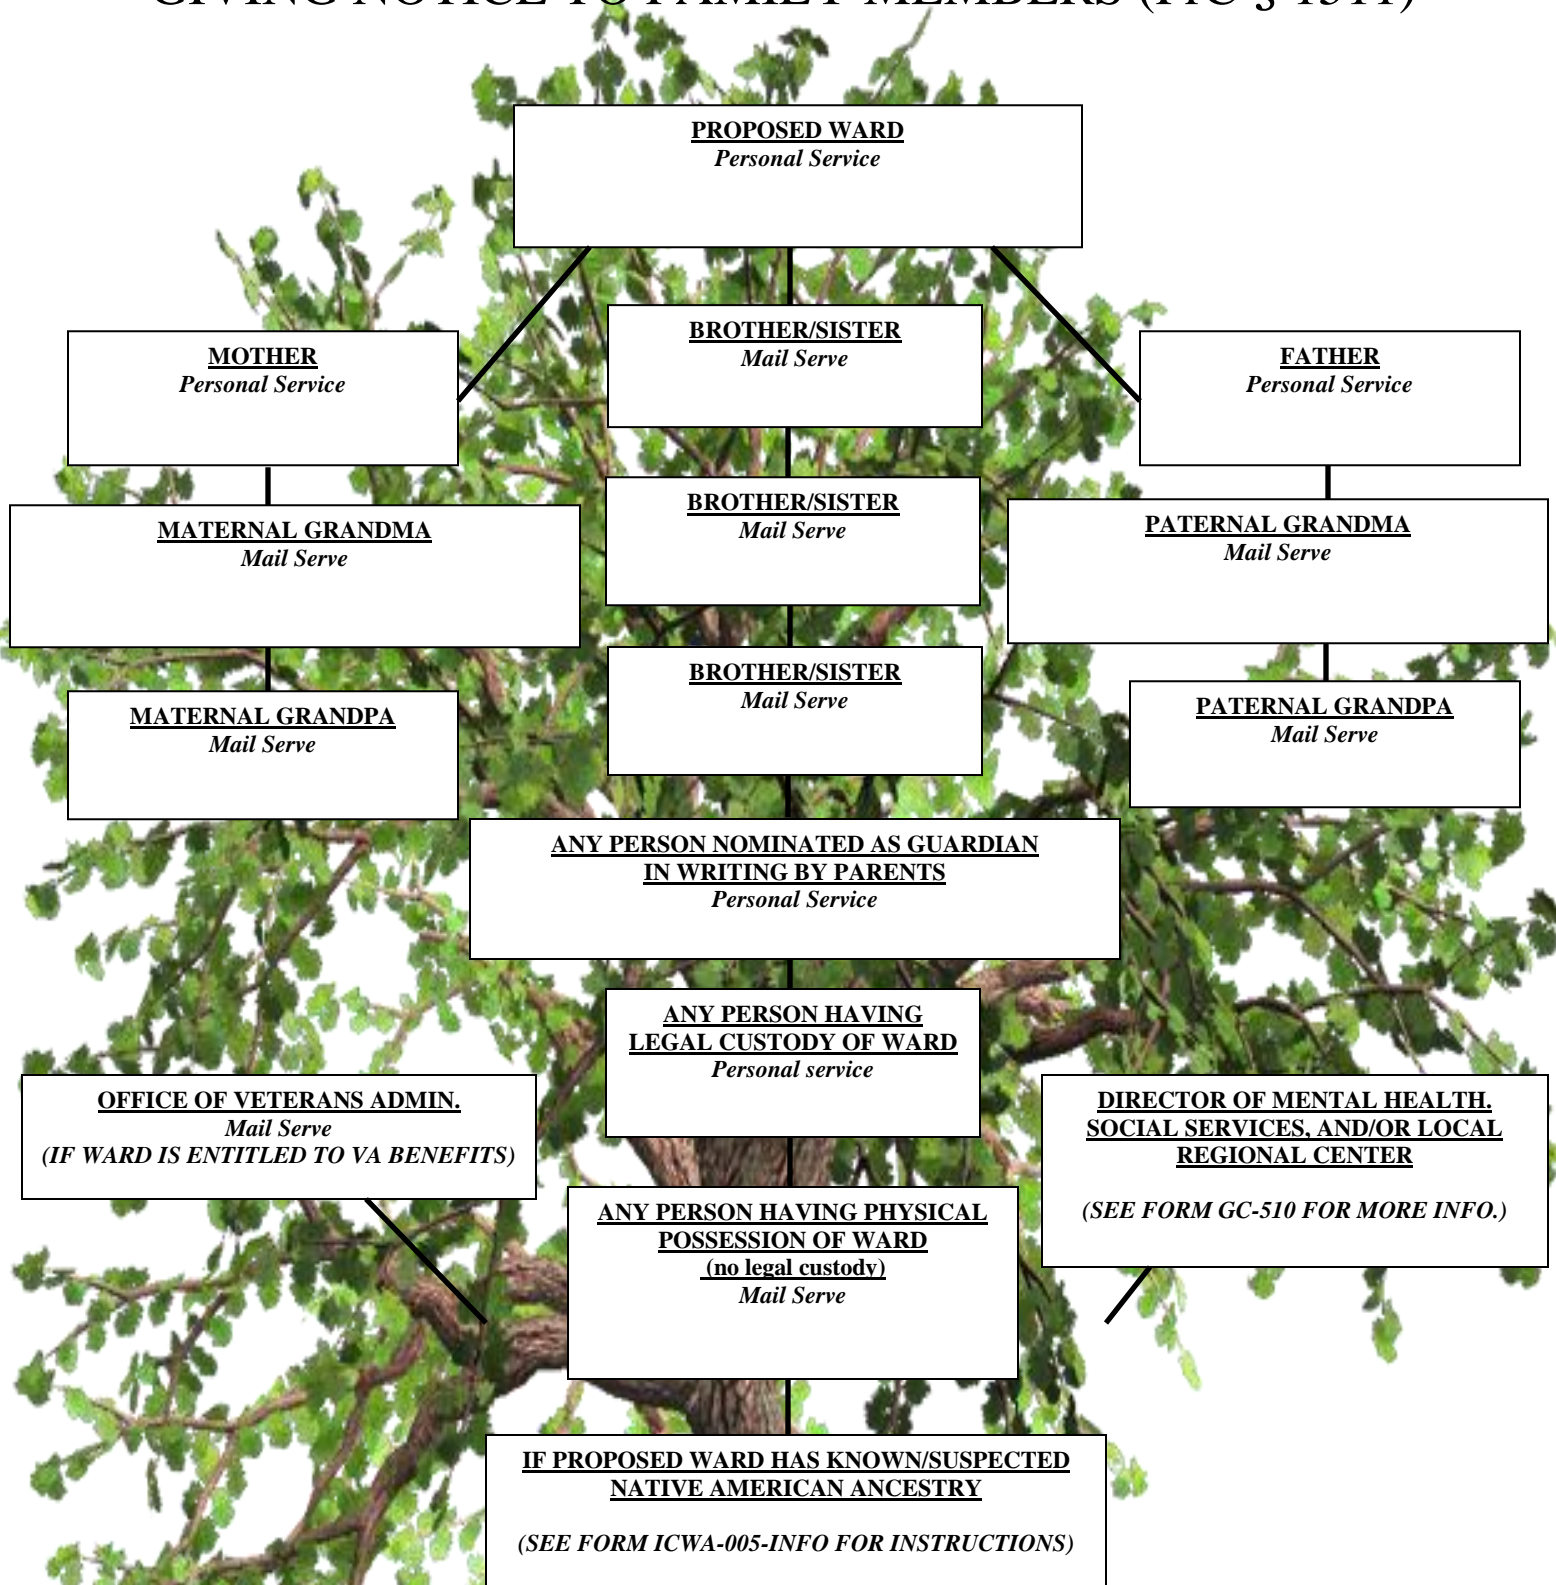 GIVING NOTICE TO FAMILY MEMBERS
PROPOSED WARD
Personal Service
BROTHER/SISTER
Mail Serve
MOTHER
Personal Service
FATHER
Personal Service
BROTHER/SISTER
Mail Serve
MATERNAL GRANDMA
Mail Serve
PATERNAL GRANDMA
Mail Serve
BROTHER/SISTER
Mail Serve
MATERNAL GRANDPA
Mail Serve
PATERNAL GRANDPA
Mail Serve
ANY PERSON NOMINATED AS GUARDIAN
IN WRITING BY PARENTS
Personal Service
ANY PERSON HAVING
LEGAL CUSTODY OF WARD
Personal service
OFFICE OF VETERANS ADMIN.
Mail Serve
(IF WARD IS ENTITLED TO VA BENEFITS)
DIRECTOR OF MENTAL HEALTH.
SOCIAL SERVICES, AND/OR LOCAL
REGIONAL CENTER
(SEE FORM GC-510 FOR MORE INFO.)
ANY PERSON HAVING PHYSICAL
POSSESSION OF WARD
(no legal custody)
Mail Serve
IF PROPOSED WARD HAS KNOWN/SUSPECTED
NATIVE AMERICAN ANCESTRY
(SEE FORM ICWA-005-INFO FOR INSTRUCTIONS)